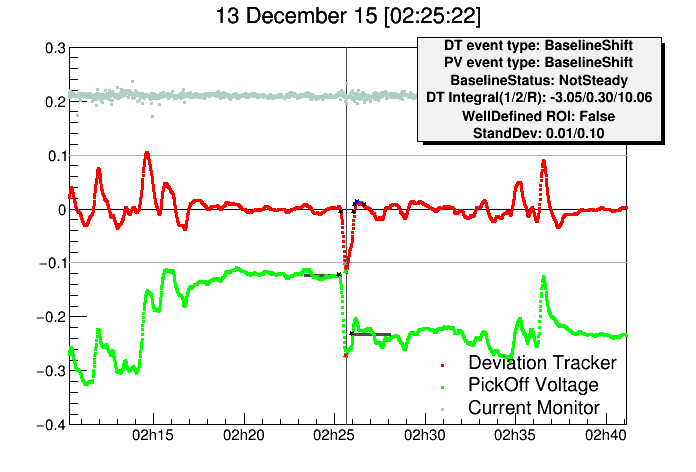 13 December 15 [02:25:22]
DT event type: BaselineShift
PV event type: BaselineShift
BaselineStatus: NotSteady
DT Integral(1/2/R): -3.05/0.30/10.06
WellDefined ROI: False
StandDev: 0.01/0.10
0.3
0.2
0.1
0
−0.1
−0.2
−0.3
−0.4
Deviation Tracker
PickOff Voltage
Current Monitor
02h15 02h20 02h25 02h30 02h35 02h40